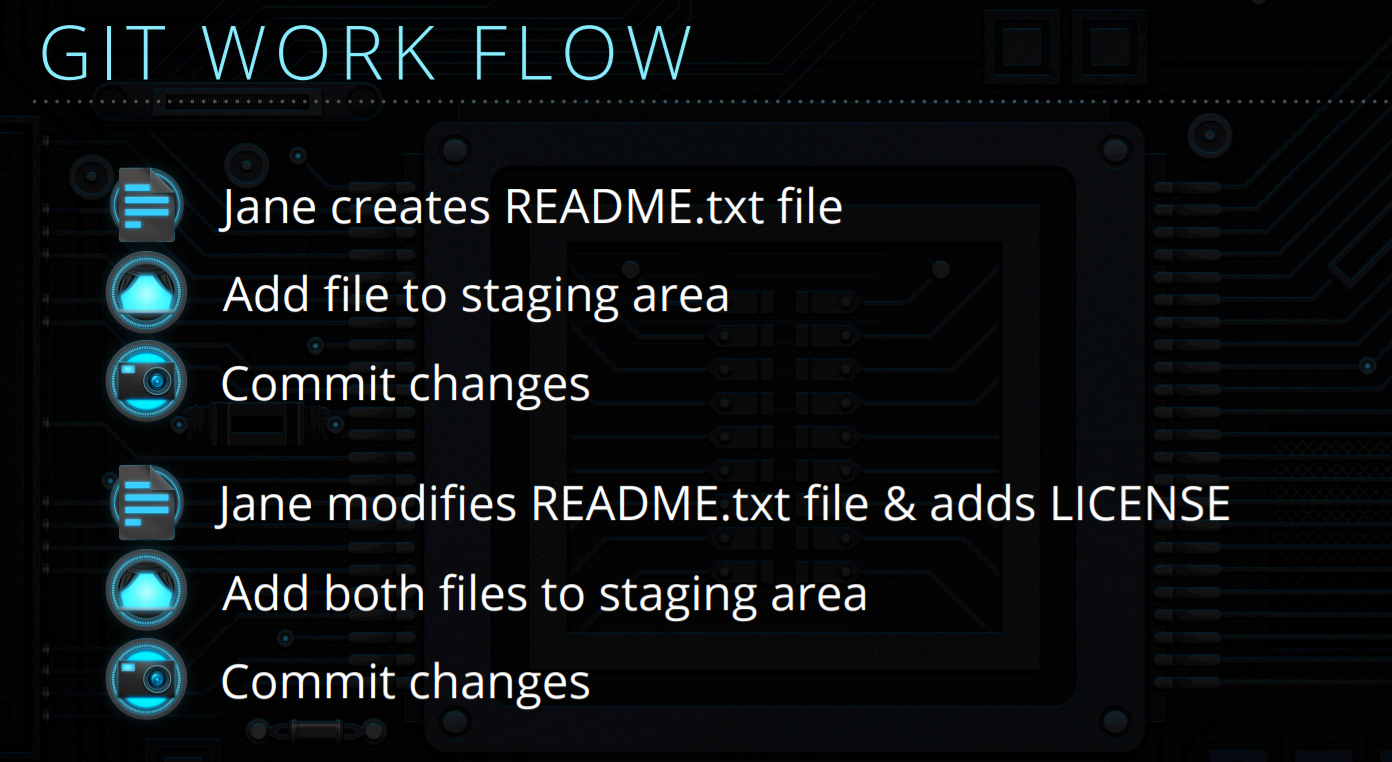 GIT WORK FLOW
Jane creates README.txt file
Add file to staging area
Commit changes
Jane modifies README.txt file & adds LICENSE
Add both files to staging area
Commit changes